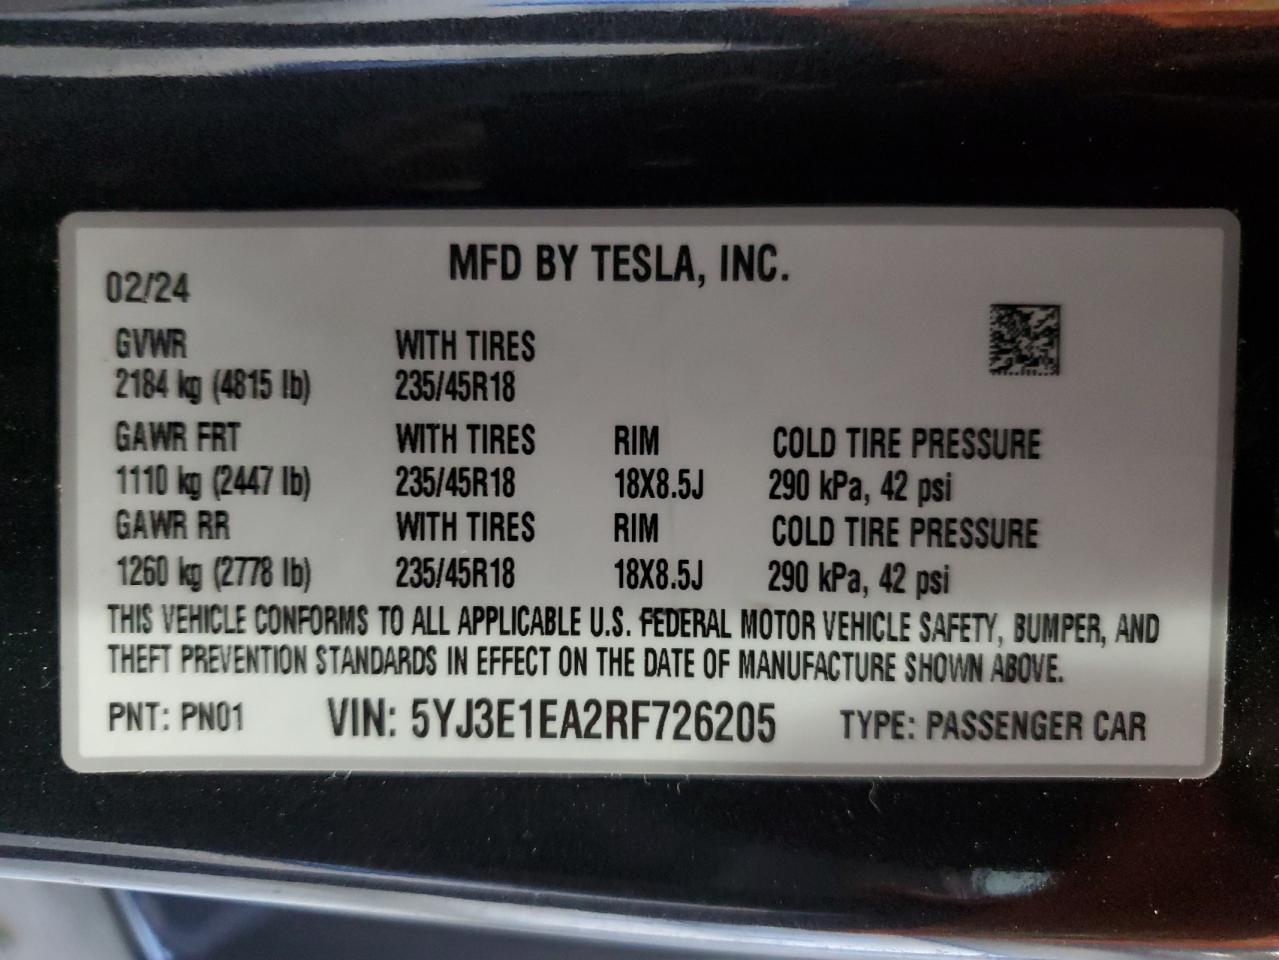 MFD BY TESLA, INC.
02/24
GVWR WITH TIRES
2184 kg (4815 lb) 235/45R18
GAWR FRT WITH TIRES RIM COLD TIRE PRESSURE
1110 kg (2447 lb) 235/45R18 18X8.5J 290 kPa, 42 psi
GAWR RR WITH TIRES RIM COLD TIRE PRESSURE
1260 kg (2778 lb) 235/45R18 18X8.5J 290 kPa, 42 psi
THIS VEHICLE CONFORMS TO ALL APPLICABLE U.S. FEDERAL MOTOR VEHICLE SAFETY, BUMPER, AND
THEFT PREVENTION STANDARDS IN EFFECT ON THE DATE OF MANUFACTURE SHOWN ABOVE.
PNT: PN01 VIN: 5YJ3E1EA2RF726205 TYPE: PASSENGER CAR